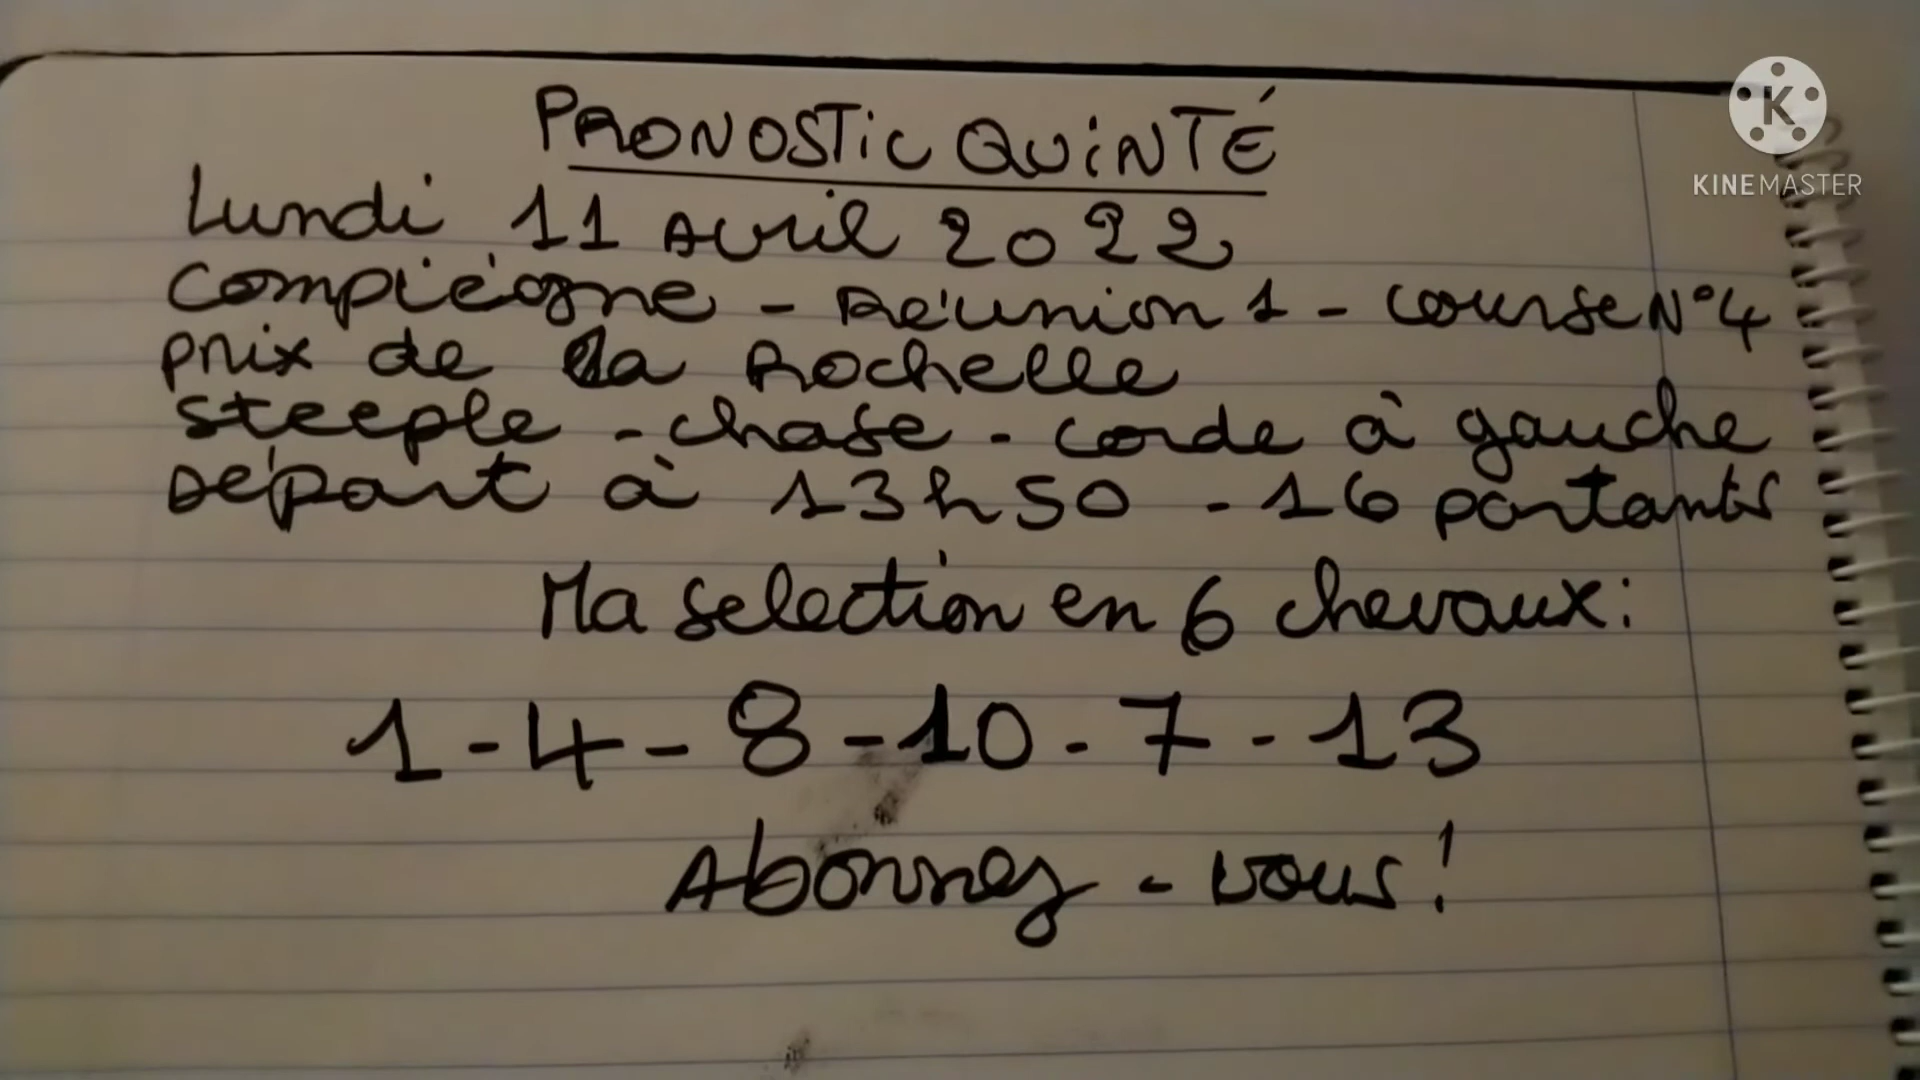 PRONOSTIC QUINTÉ
Lundi 11 avril 2022
Compiéogne - Réunion 1 - course N°4
prix de La Rochelle
steeple - chase - corde à gauche
Départ à 13h50 - 16 partants
Ma selection en 6 chevaux :
1 - 4 - 8 - 10 - 7 - 13
Abonnez - vous !
KINEMASTER